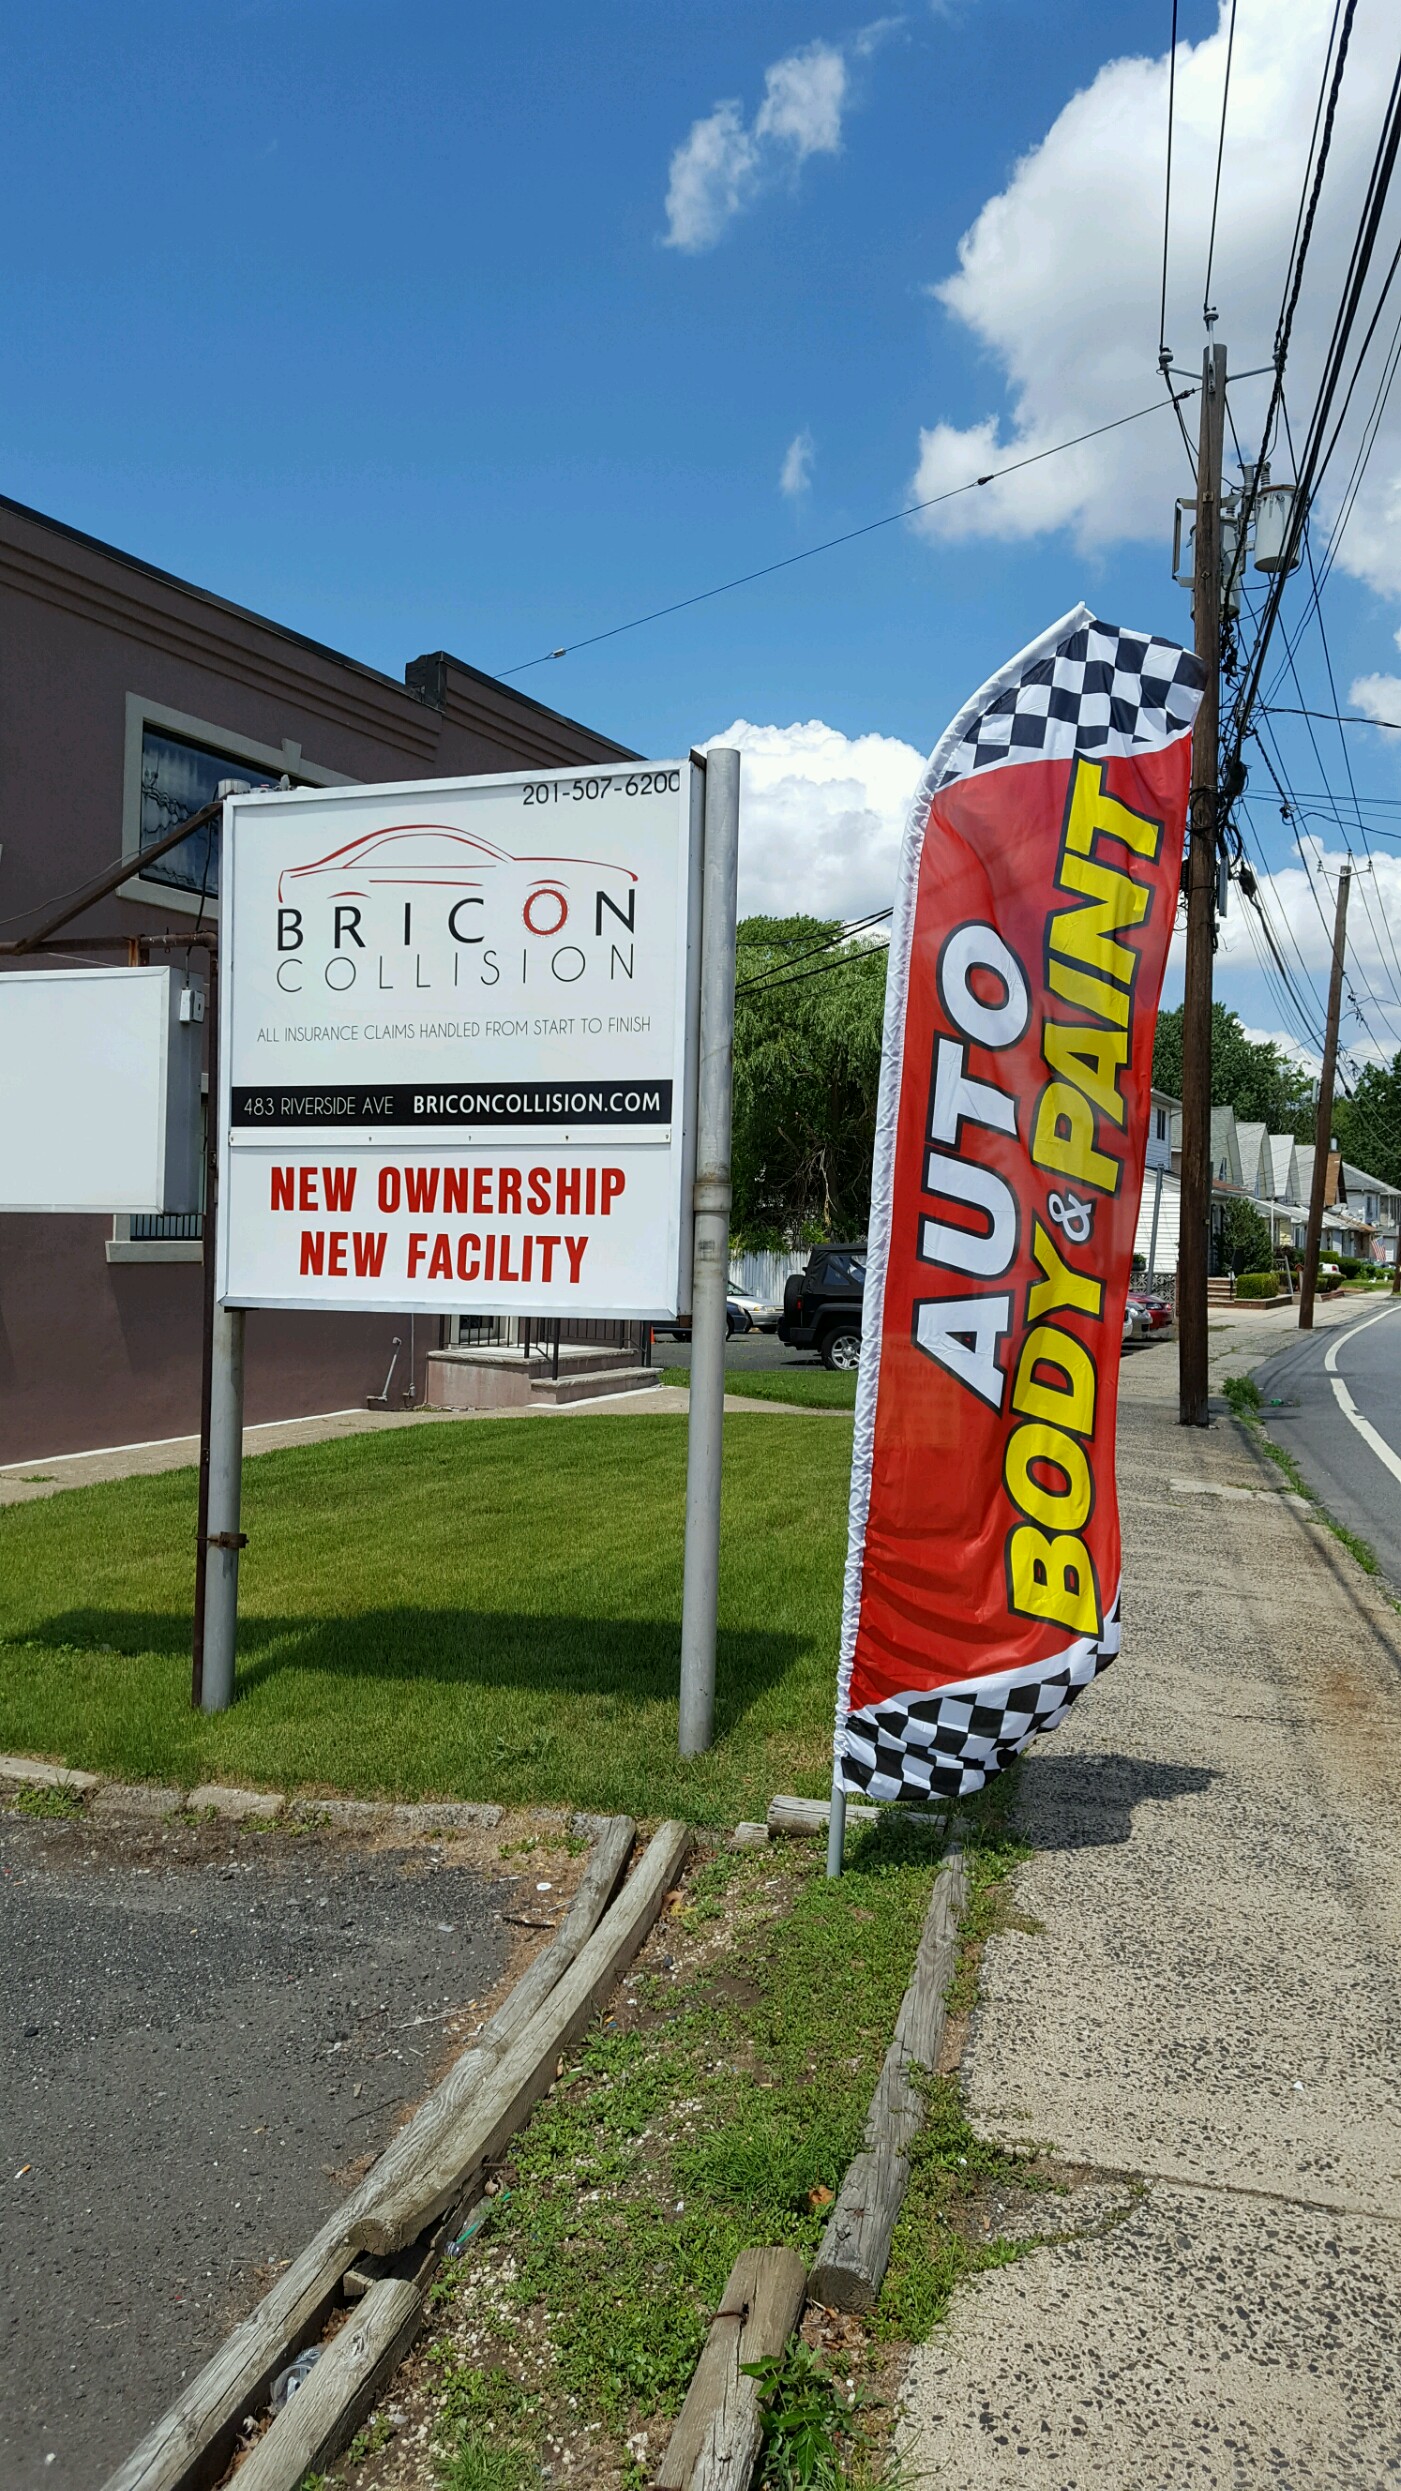 201-507-6200
BRICON
COLLISION
ALL INSURANCE CLAIMS HANDLED FROM START TO FINISH
483 RIVERSIDE AVE BRICONCOLLISION.COM
NEW OWNERSHIP
NEW FACILITY
AUTO
BODY & PAINT